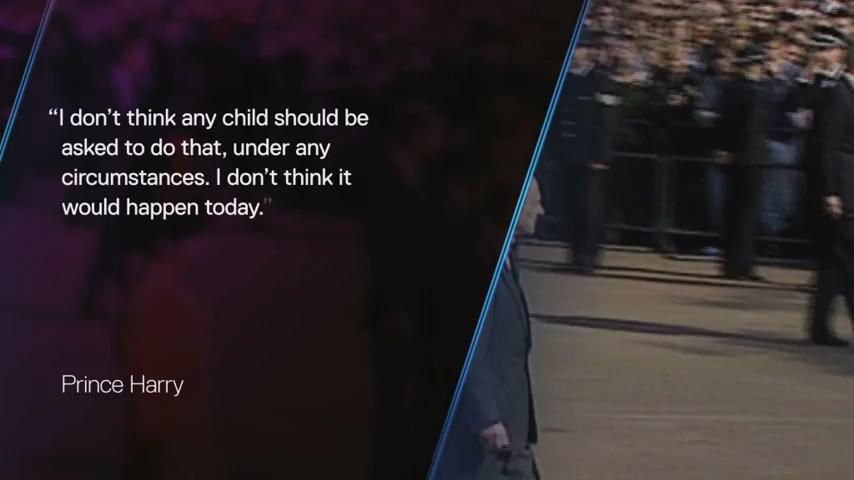 “I don’t think any child should be
asked to do that, under any
circumstances. I don’t think it
would happen today.”
Prince Harry